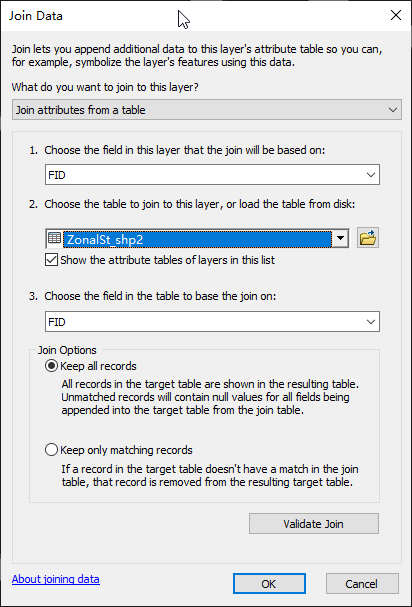 Join Data
Join lets you append additional data to this layer's attribute table so you can,
for example, symbolize the layer's features using this data.
What do you want to join to this layer?
Join attributes from a table
1. Choose the field in this layer that the join will be based on:
FID
2. Choose the table to join to this layer, or load the table from disk:
ZonalSt_shp2
Show the attribute tables of layers in this list
3. Choose the field in the table to base the join on:
FID
Join Options
Keep all records
All records in the target table are shown in the resulting table.
Unmatched records will contain null values for all fields being
appended into the target table from the join table.
Keep only matching records
If a record in the target table doesn't have a match in the join
table, that record is removed from the resulting target table.
Validate Join
About joining data
OK
Cancel